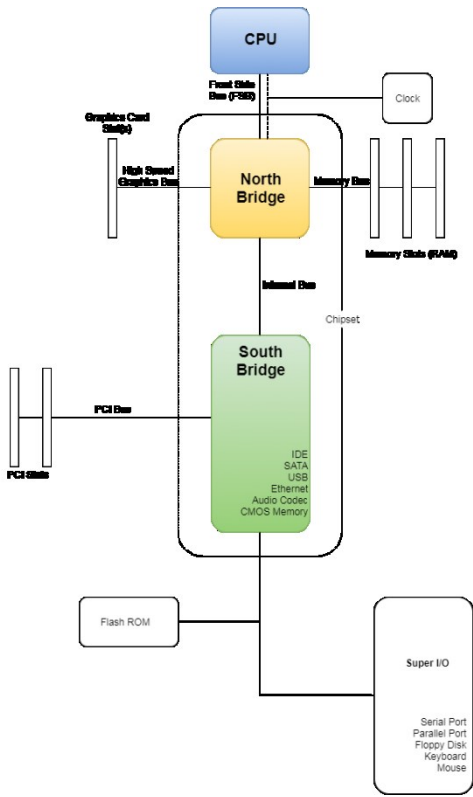 CPU
Front Side
Bus (FSB)
Clock
Graphics Card
Slot(s)
High Speed
Graphics Bus
North
Bridge
Memory Bus
Memory Slots (RAM)
Internal Bus
Chipset
South
Bridge
PCI Bus
PCI Slots
IDE
SATA
USB
Ethernet
Audio Codec
CMOS Memory
Flash ROM
Super I/O
Serial Port
Parallel Port
Floppy Disk
Keyboard
Mouse